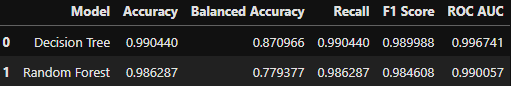 Model Accuracy Balanced Accuracy Recall F1 Score ROC AUC
0 Decision Tree 0.990440 0.870966 0.990440 0.989988 0.996741
1 Random Forest 0.986287 0.779377 0.986287 0.984608 0.990057